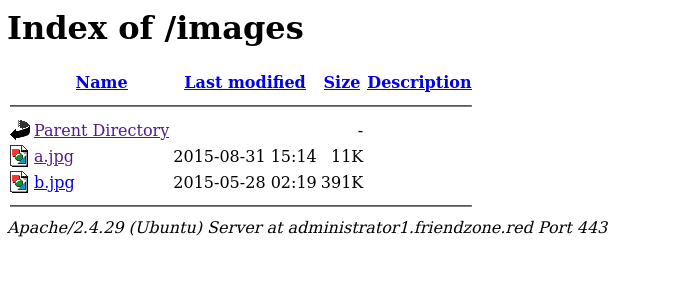 Index of /images
Name Last modified Size Description
Parent Directory -
a.jpg 2015-08-31 15:14 11K
b.jpg 2015-05-28 02:19 391K
Apache/2.4.29 (Ubuntu) Server at administrator1.friendzone.red Port 443